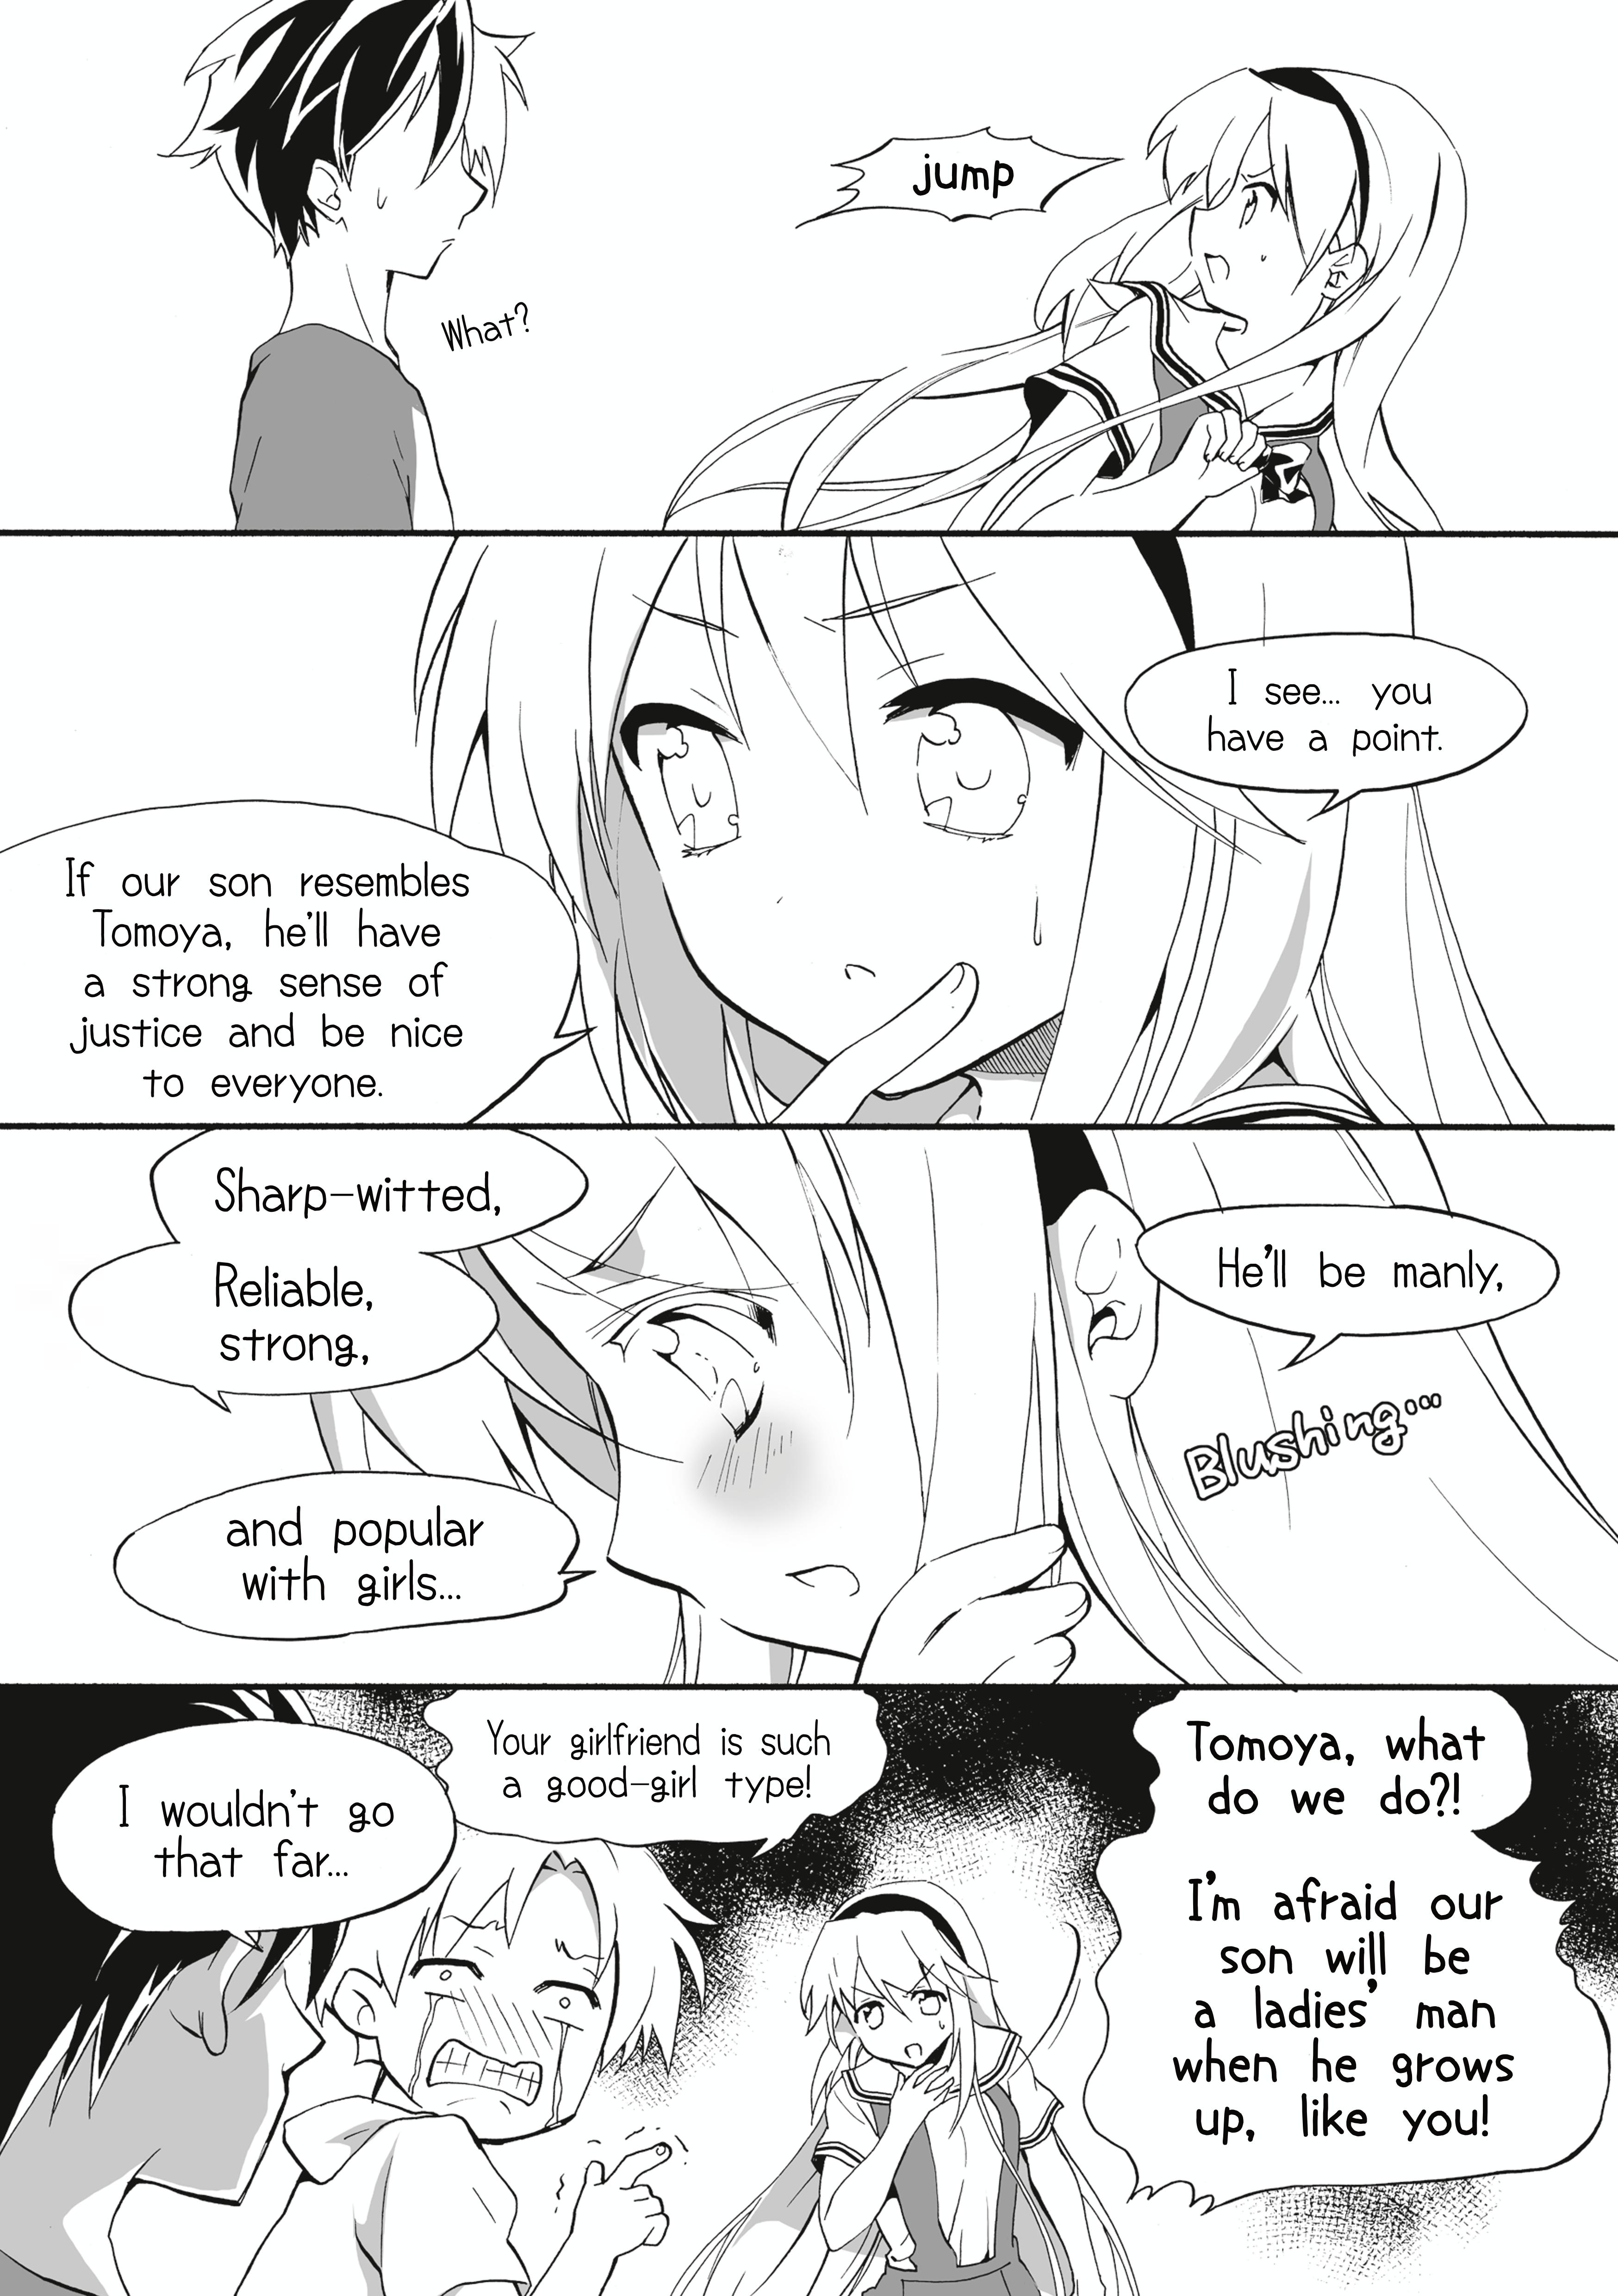 jump
What?
I see... you
have a point.
If our son resembles
Tomoya, he'll have
a strong sense of
justice and be nice
to everyone.
He'll be manly,
Blushing...
Sharp-witted,
Reliable,
strong,
and popular
with girls...
Tomoya, what
do we do?!
I'm afraid our
son will be
a ladies' man
when he grows
up, like you!
Your girlfriend is such
a good-girl type!
I wouldn't go
that far...